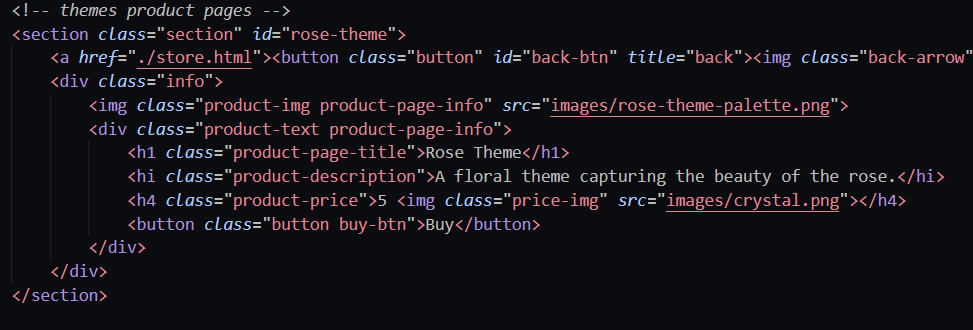 <!-- themes product pages -->
<section class="section" id="rose-theme">
<a href="./store.html"><button class="button" id="back-btn" title="back"><img class="back-arrow"
<div class="info">
<img class="product-img product-page-info" src="images/rose-theme-palette.png">
<div class="product-text product-page-info">
<h1 class="product-page-title">Rose Theme</h1>
<hi class="product-description">A floral theme capturing the beauty of the rose.</hi>
<h4 class="product-price">5 <img class="price-img" src="images/crystal.png"></h4>
<button class="button buy-btn">Buy</button>
</div>
</div>
</section>